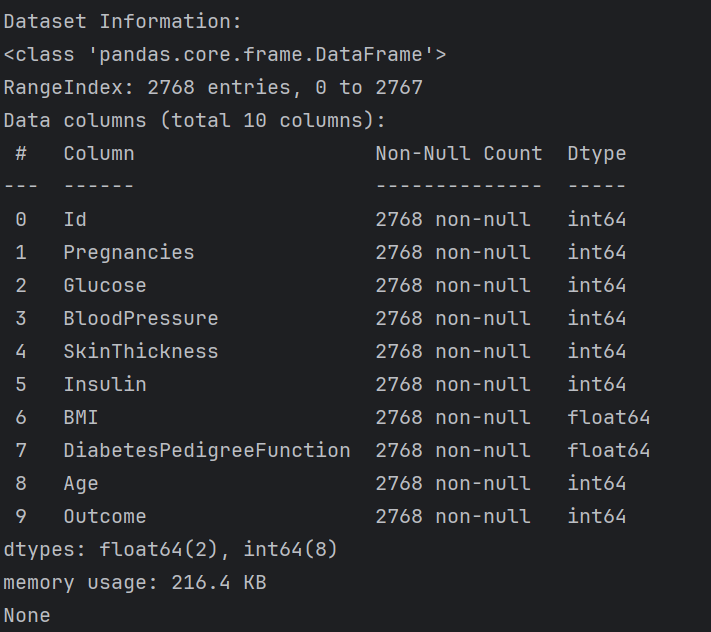 Dataset Information:
<class 'pandas.core.frame.DataFrame'>
RangeIndex: 2768 entries, 0 to 2767
Data columns (total 10 columns):
 #   Column                    Non-Null Count  Dtype
---  ------                    --------------  -----
 0   Id                        2768 non-null   int64
 1   Pregnancies               2768 non-null   int64
 2   Glucose                   2768 non-null   int64
 3   BloodPressure             2768 non-null   int64
 4   SkinThickness             2768 non-null   int64
 5   Insulin                   2768 non-null   int64
 6   BMI                       2768 non-null   float64
 7   DiabetesPedigreeFunction  2768 non-null   float64
 8   Age                       2768 non-null   int64
 9   Outcome                   2768 non-null   int64
dtypes: float64(2), int64(8)
memory usage: 216.4 KB
None